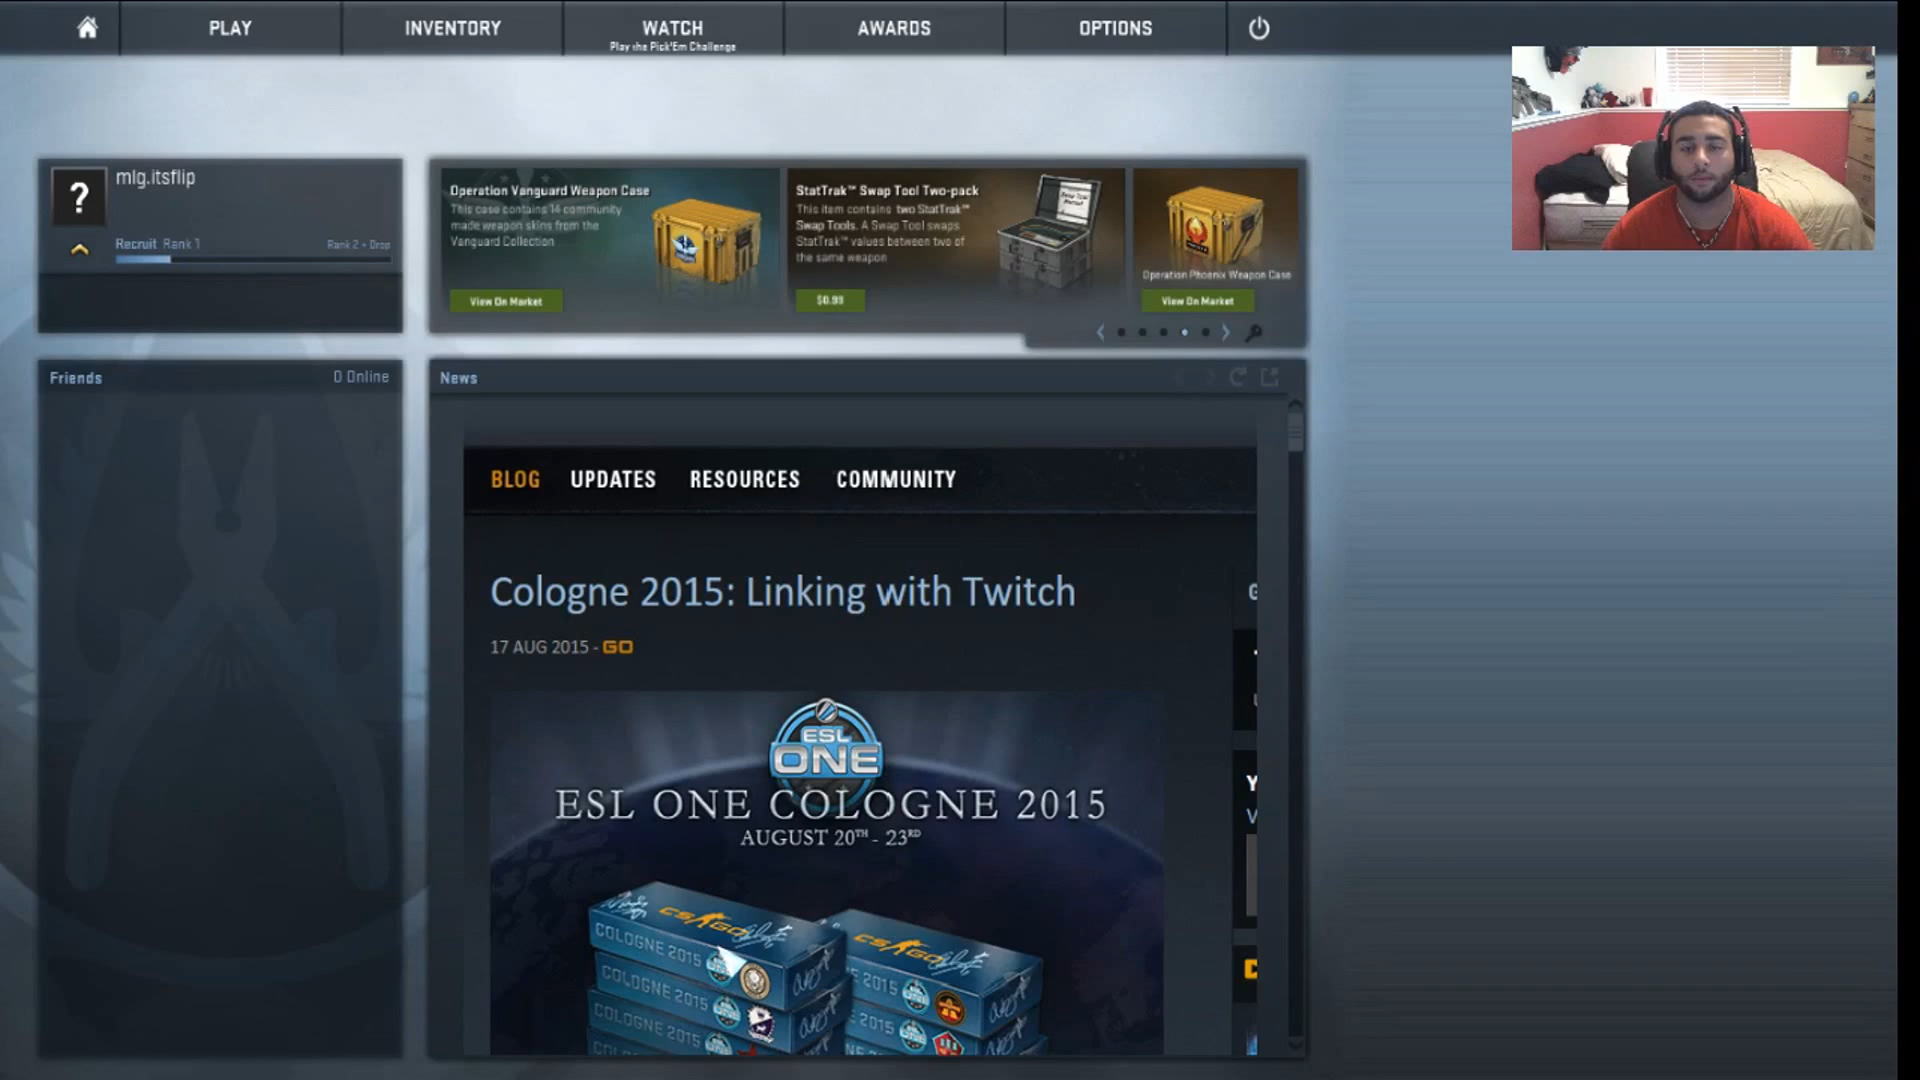 PLAY
INVENTORY
WATCH
Play the Pick'Em Challenge
AWARDS
OPTIONS
?
mlg.itsflip
Recruit Rank 1
Rank 2 + Drop
Operation Vanguard Weapon Case
This case contains 14 community
made weapon skins from the
Vanguard Collection
View On Market
StatTrak™ Swap Tool Two-pack
This item contains two StatTrak™
Swap Tools. A Swap Tool swaps
StatTrak™ values between two of
the same weapon
$0.99
Operation Phoenix Weapon Case
View On Market
Friends
0 Online
News
BLOG
UPDATES
RESOURCES
COMMUNITY
Cologne 2015: Linking with Twitch
17 AUG 2015 - GO
ESL
ONE
ESL ONE COLOGNE 2015
AUGUST 20TH - 23RD
CS GO
COLOGNE 2015
COLOGNE 2015
COLOGNE 2015
CS GO
2015
2015
Y
V